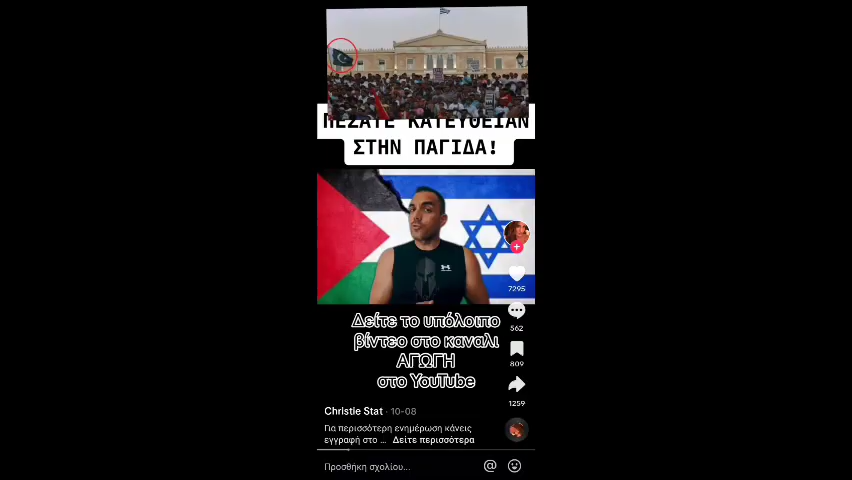 ΠΕΣΑΤΕ ΚΑΤΕΥΘΕΙΑΝ
ΣΤΗΝ ΠΑΓΙΔΑ!
7295
562
809
1259
Δείτε το υπόλοιπο
βίντεο στο καναλι
ΑΓΩΓΗ
στο YouTube
Christie Stat · 10-08
Για περισσότερη ενημέρωση κάνεις
εγγραφή στο ... Δείτε περισσότερα
Προσθήκη σχολίου...